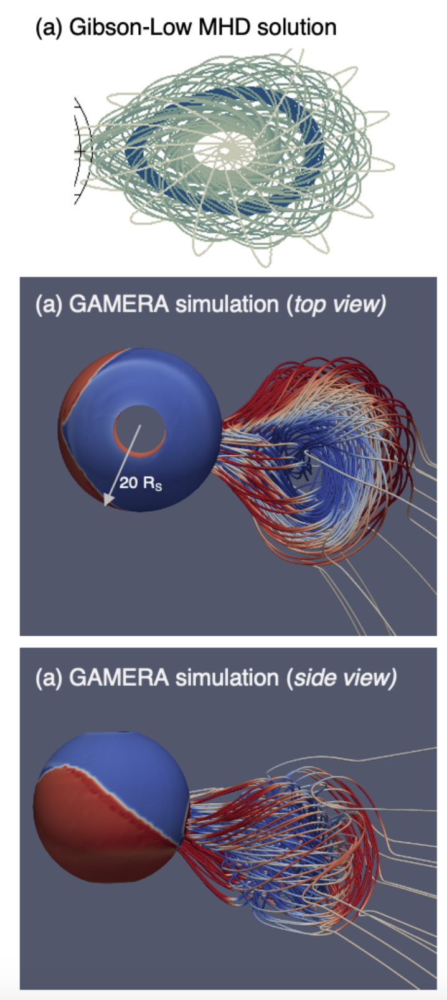 (a) Gibson-Low MHD solution
(a) GAMERA simulation (top view)
20 Rs
(a) GAMERA simulation (side view)